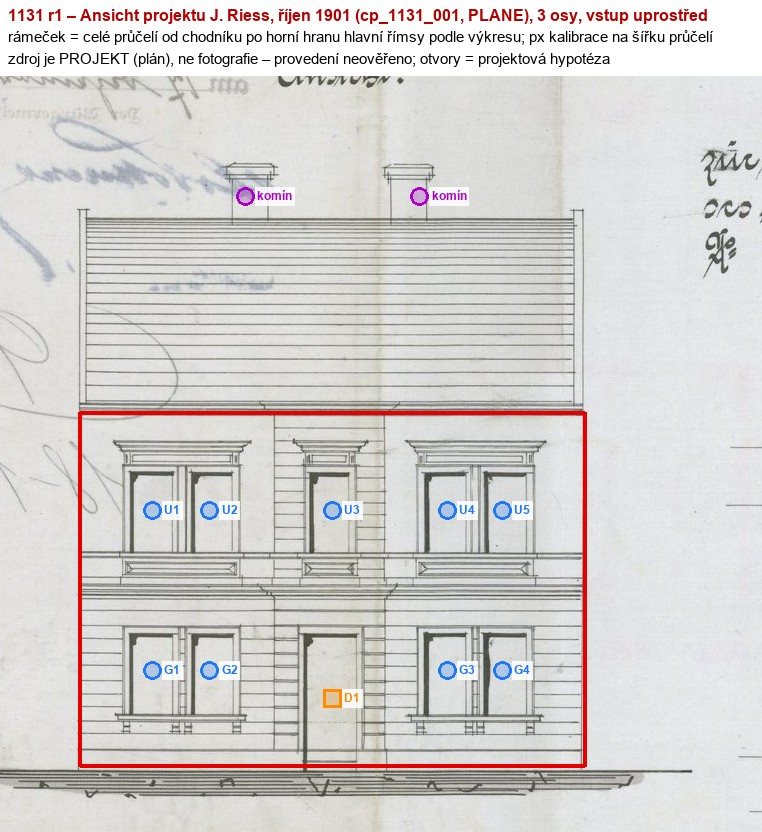 1131 r1 – Ansicht projektu J. Riess, říjen 1901 (cp_1131_001, PLANE), 3 osy, vstup uprostřed
rámeček = celé průčelí od chodníku po horní hranu hlavní římsy podle výkresu; px kalibrace na šířku průčelí
zdroj je PROJEKT (plán), ne fotografie – provedení neověřeno; otvory = projektová hypotéza
komín komín
U1 U2 U3 U4 U5
G1 G2 G3 G4
D1